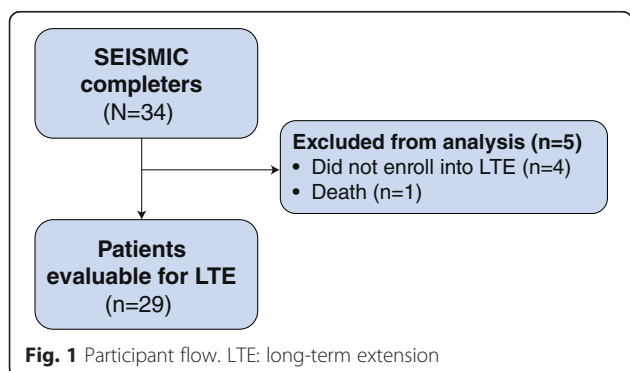 SEISMIC
completers
(N=34)
Excluded from analysis (n=5)
• Did not enroll into LTE (n=4)
• Death (n=1)
Patients
evaluable for LTE
(n=29)
Fig. 1 Participant flow. LTE: long-term extension